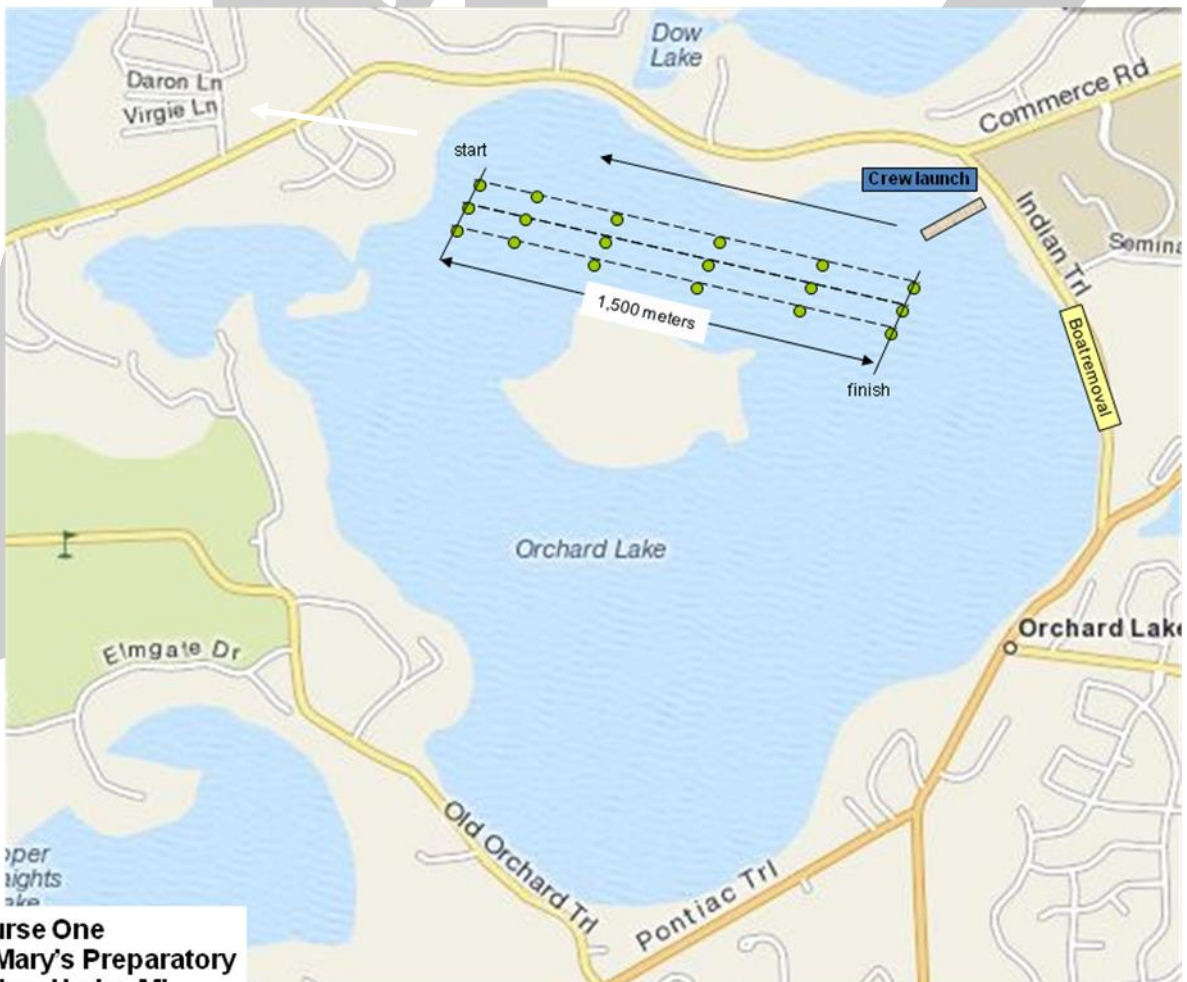 Dow
Lake
Daron Ln
Virgie Ln
Commerce Rd
start
Crew launch
Indian Trl
1,500 meters
Boat removal
finish
Orchard Lake
Orchard Lake
Elmgate Dr
Old Orchard Trl
Pontiac Trl
urse One
Mary's Preparatory